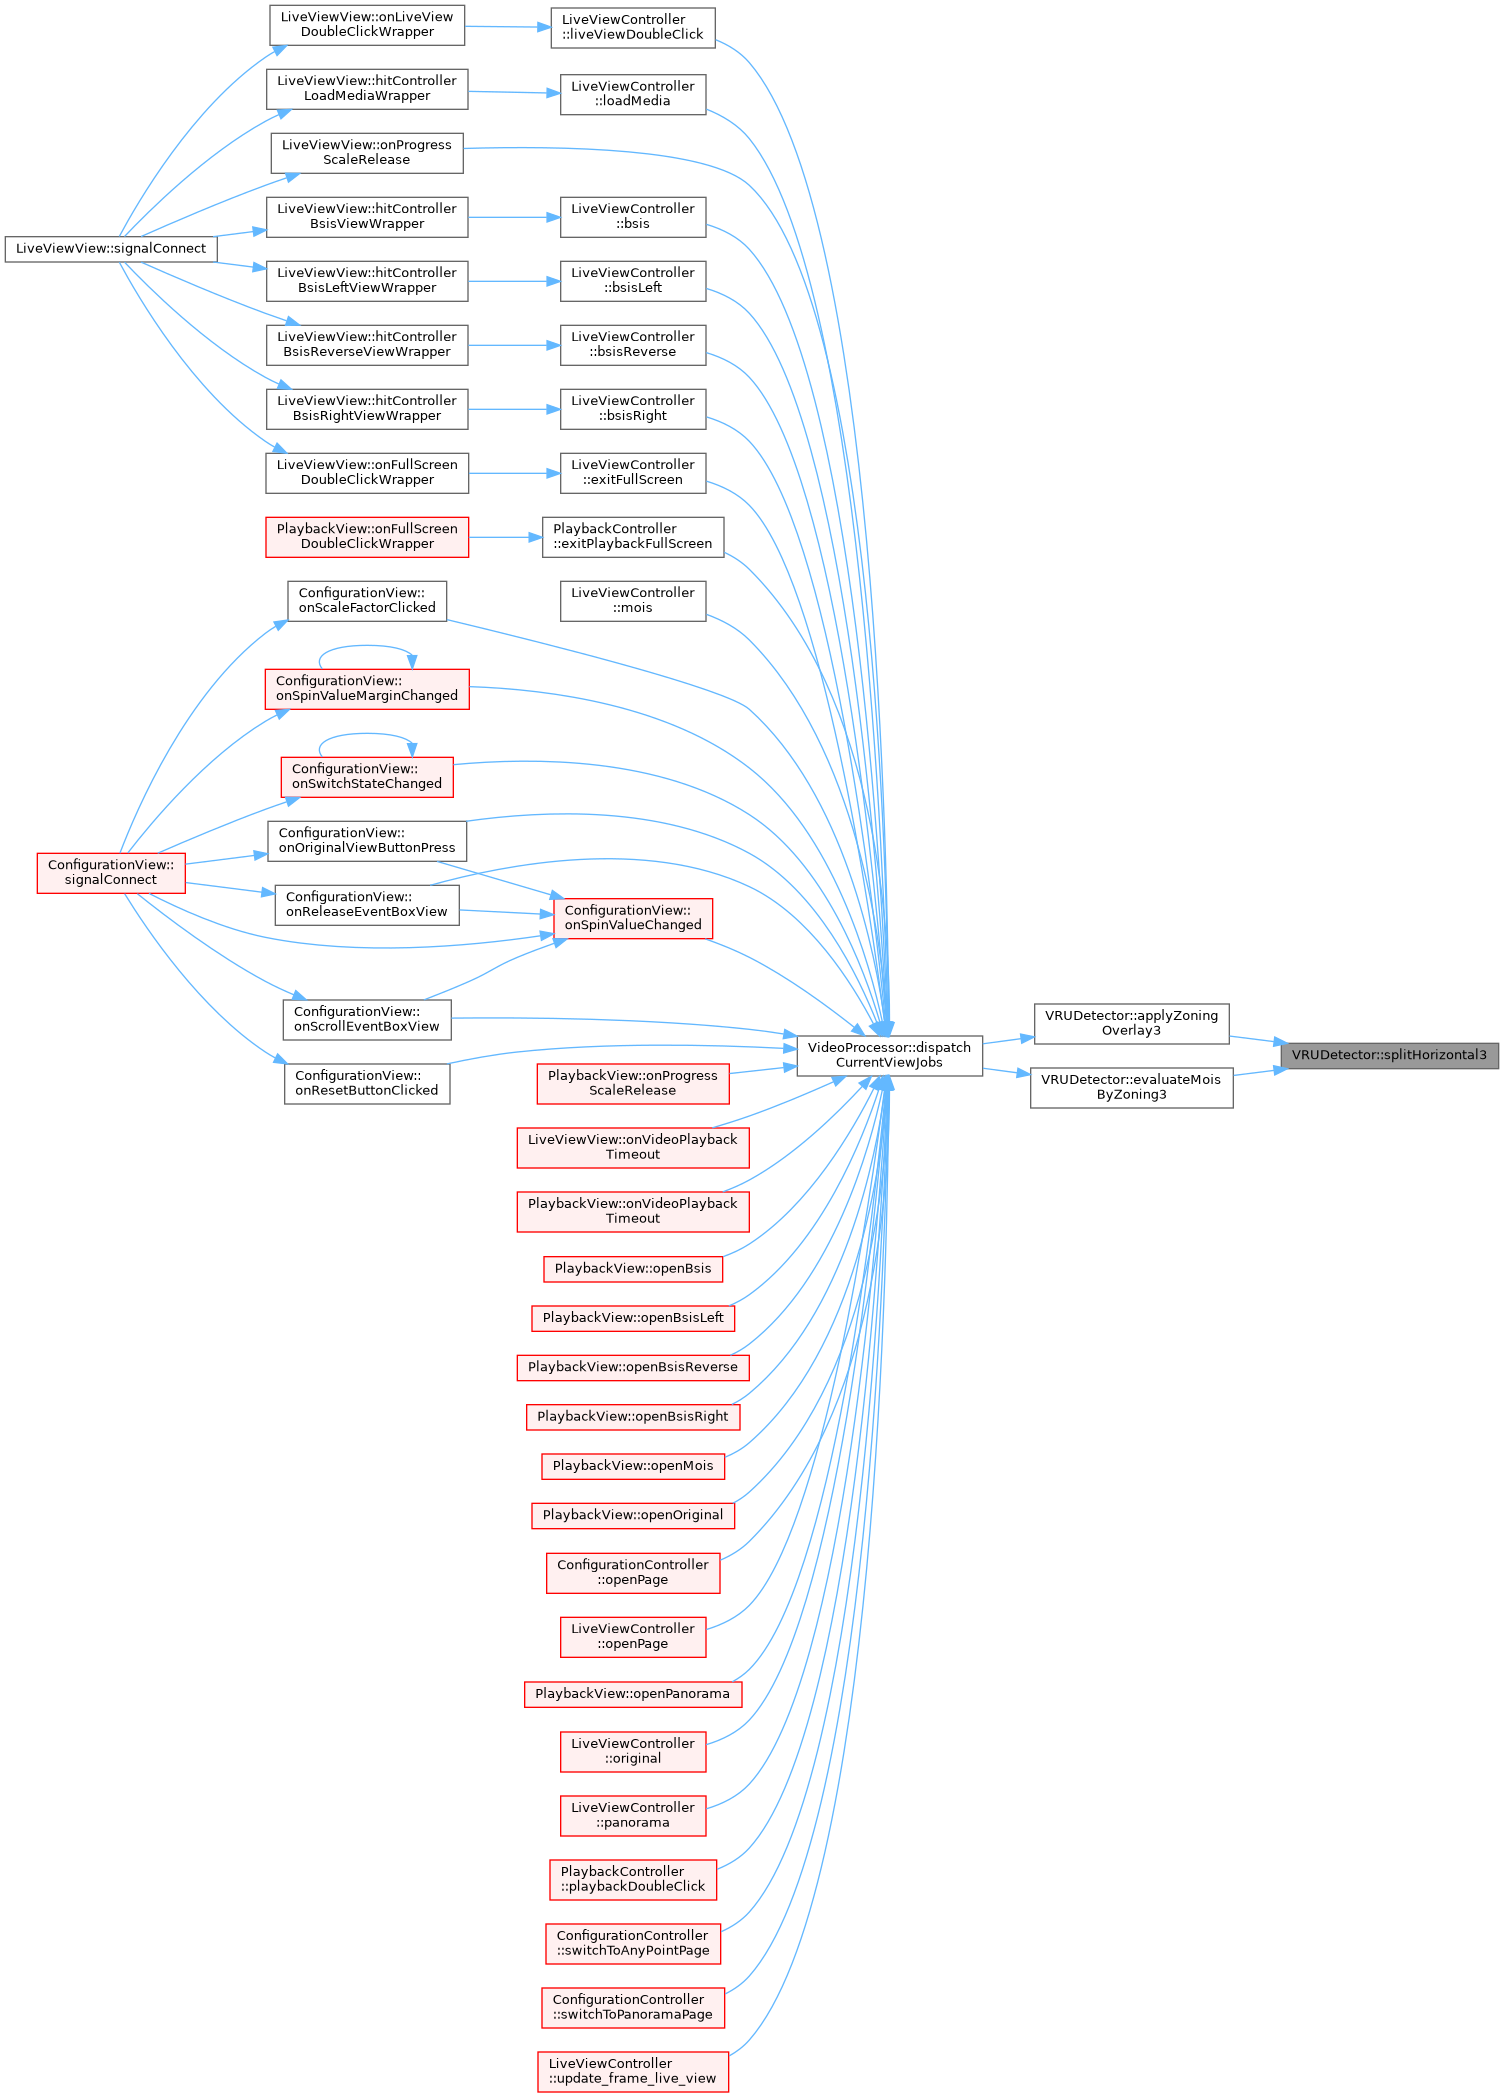 LiveViewView::onLiveView
DoubleClickWrapper
LiveViewController
::liveViewDoubleClick
LiveViewView::hitController
LoadMediaWrapper
LiveViewController
::loadMedia
LiveViewView::onProgress
ScaleRelease
LiveViewView::hitController
BsisViewWrapper
LiveViewController
::bsis
LiveViewView::signalConnect
LiveViewView::hitController
BsisLeftViewWrapper
LiveViewController
::bsisLeft
LiveViewView::hitController
BsisReverseViewWrapper
LiveViewController
::bsisReverse
LiveViewView::hitController
BsisRightViewWrapper
LiveViewController
::bsisRight
LiveViewView::onFullScreen
DoubleClickWrapper
LiveViewController
::exitFullScreen
PlaybackView::onFullScreen
DoubleClickWrapper
PlaybackController
::exitPlaybackFullScreen
ConfigurationView::
onScaleFactorClicked
LiveViewController
::mois
ConfigurationView::
onSpinValueMarginChanged
ConfigurationView::
onSwitchStateChanged
ConfigurationView::
onOriginalViewButtonPress
ConfigurationView::
signalConnect
ConfigurationView::
onReleaseEventBoxView
ConfigurationView::
onSpinValueChanged
ConfigurationView::
onScrollEventBoxView
VideoProcessor::dispatch
CurrentViewJobs
VRUDetector::applyZoning
Overlay3
VRUDetector::splitHorizontal3
VRUDetector::evaluateMois
ByZoning3
ConfigurationView::
onResetButtonClicked
PlaybackView::onProgress
ScaleRelease
LiveViewView::onVideoPlayback
Timeout
PlaybackView::onVideoPlayback
Timeout
PlaybackView::openBsis
PlaybackView::openBsisLeft
PlaybackView::openBsisReverse
PlaybackView::openBsisRight
PlaybackView::openMois
PlaybackView::openOriginal
ConfigurationController
::openPage
LiveViewController
::openPage
PlaybackView::openPanorama
LiveViewController
::original
LiveViewController
::panorama
PlaybackController
::playbackDoubleClick
ConfigurationController
::switchToAnyPointPage
ConfigurationController
::switchToPanoramaPage
LiveViewController
::update_frame_live_view